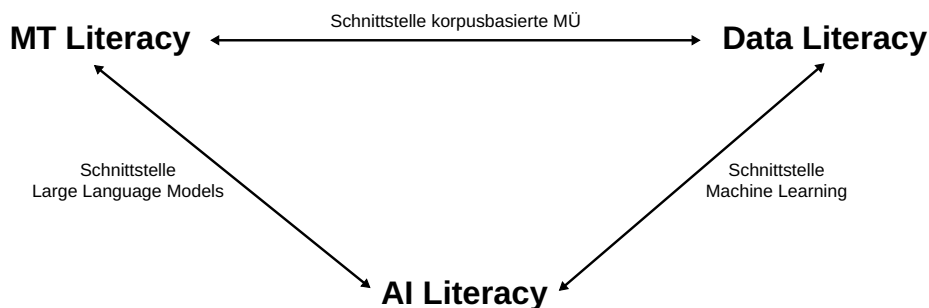 Schnittstelle korpusbasierte MÜ
MT Literacy
Data Literacy
Schnittstelle
Large Language Models
Schnittstelle
Machine Learning
AI Literacy